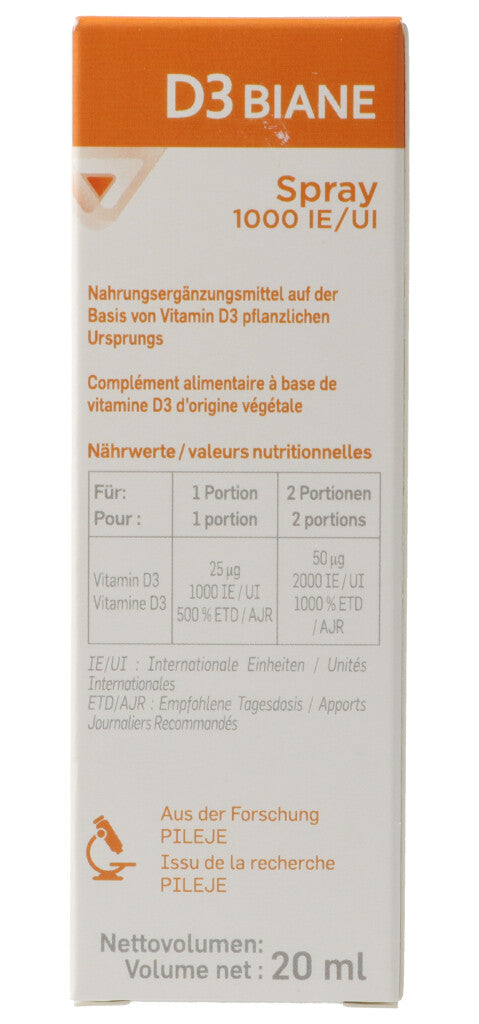 D3 BIANE
Spray
1000 IE/UI
Nahrungsergänzungsmittel auf der
Basis von Vitamin D3 pflanzlichen
Ursprungs
Complément alimentaire à base de
vitamine D3 d'origine végétale
Nährwerte / valeurs nutritionnelles
Für: 1 Portion 2 Portionen
Pour : 1 portion 2 portions
Vitamin D3
Vitamine D3
25 µg
1000 IE / UI
500 % ETD / AJR
50 µg
2000 IE / UI
1000 % ETD
/ AJR
IE/UI : Internationale Einheiten / Unités
Internationales
ETD/AJR : Empfohlene Tagesdosis / Apports
Journaliers Recommandés
Aus der Forschung
PILEJE
Issu de la recherche
PILEJE
Nettovolumen:
Volume net : 20 ml